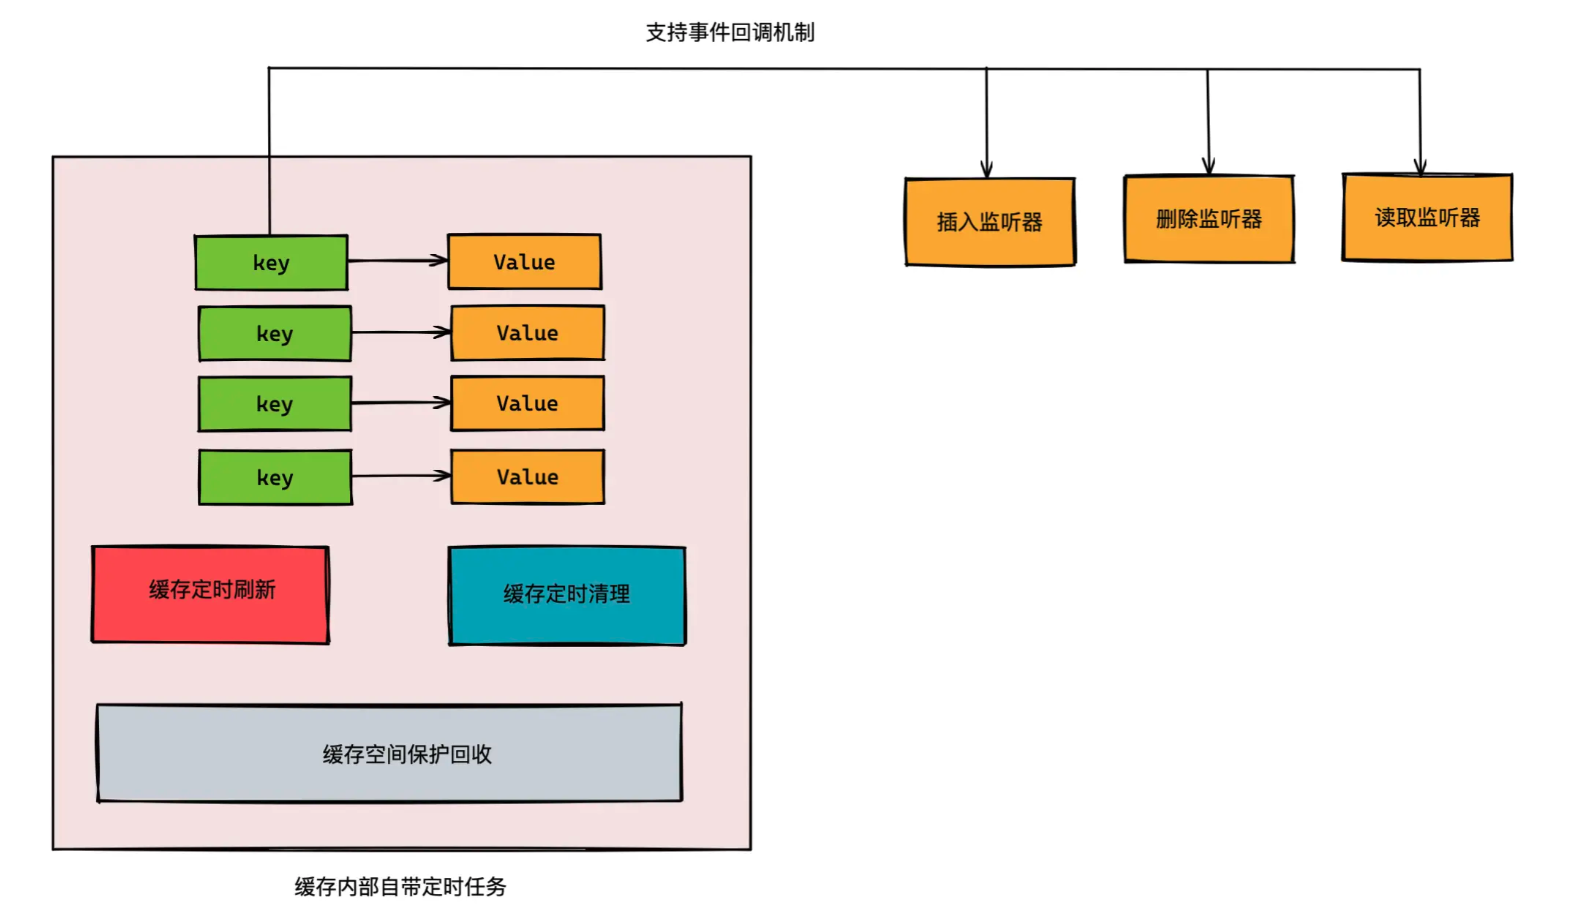 支持事件回调机制
插入监听器
删除监听器
读取监听器
key
Value
key
Value
key
Value
key
Value
缓存定时刷新
缓存定时清理
缓存空间保护回收
缓存内部自带定时任务